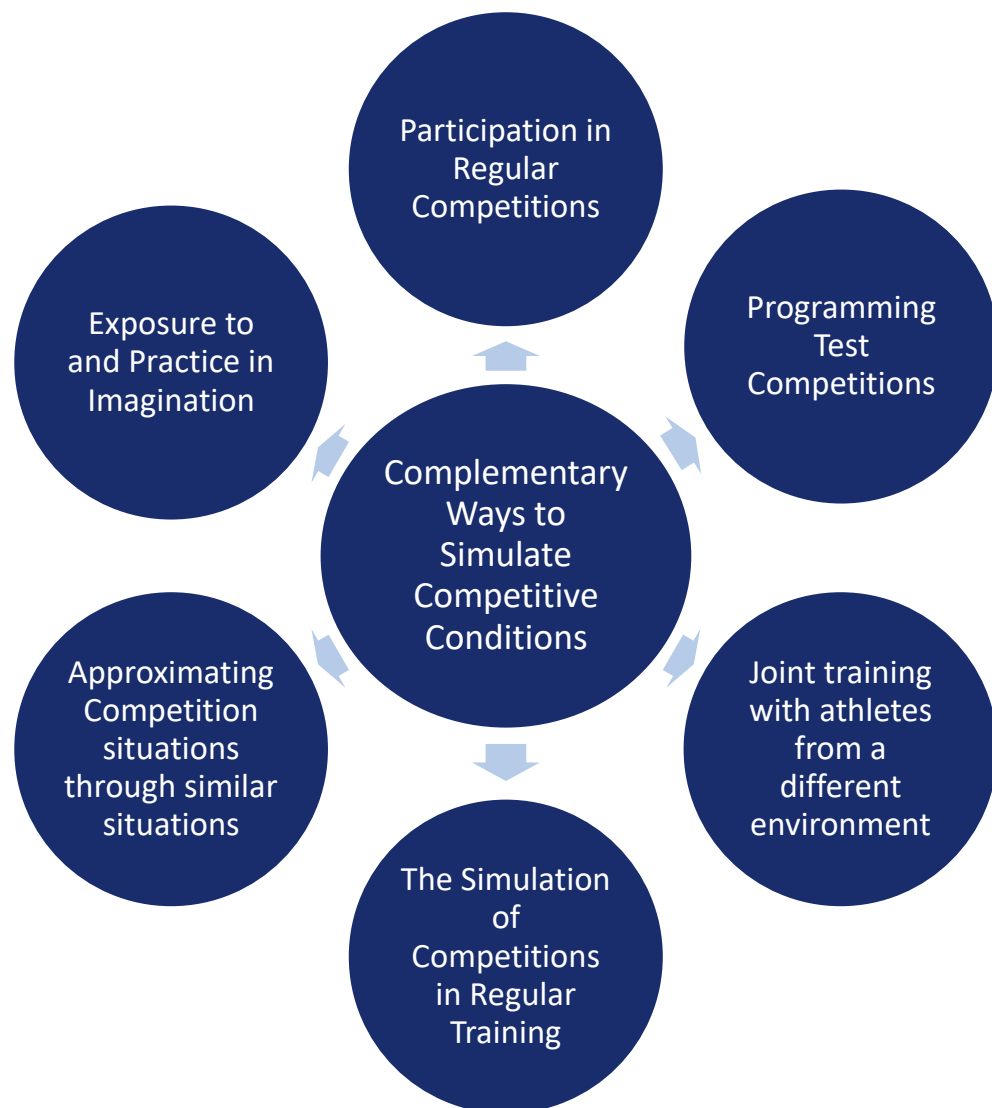 Participation in
Regular
Competitions
Programming
Test
Competitions
Joint training
with athletes
from a
different
environment
The Simulation
of
Competitions
in Regular
Training
Approximating
Competition
situations
through similar
situations
Exposure to
and Practice in
Imagination
Complementary
Ways to
Simulate
Competitive
Conditions